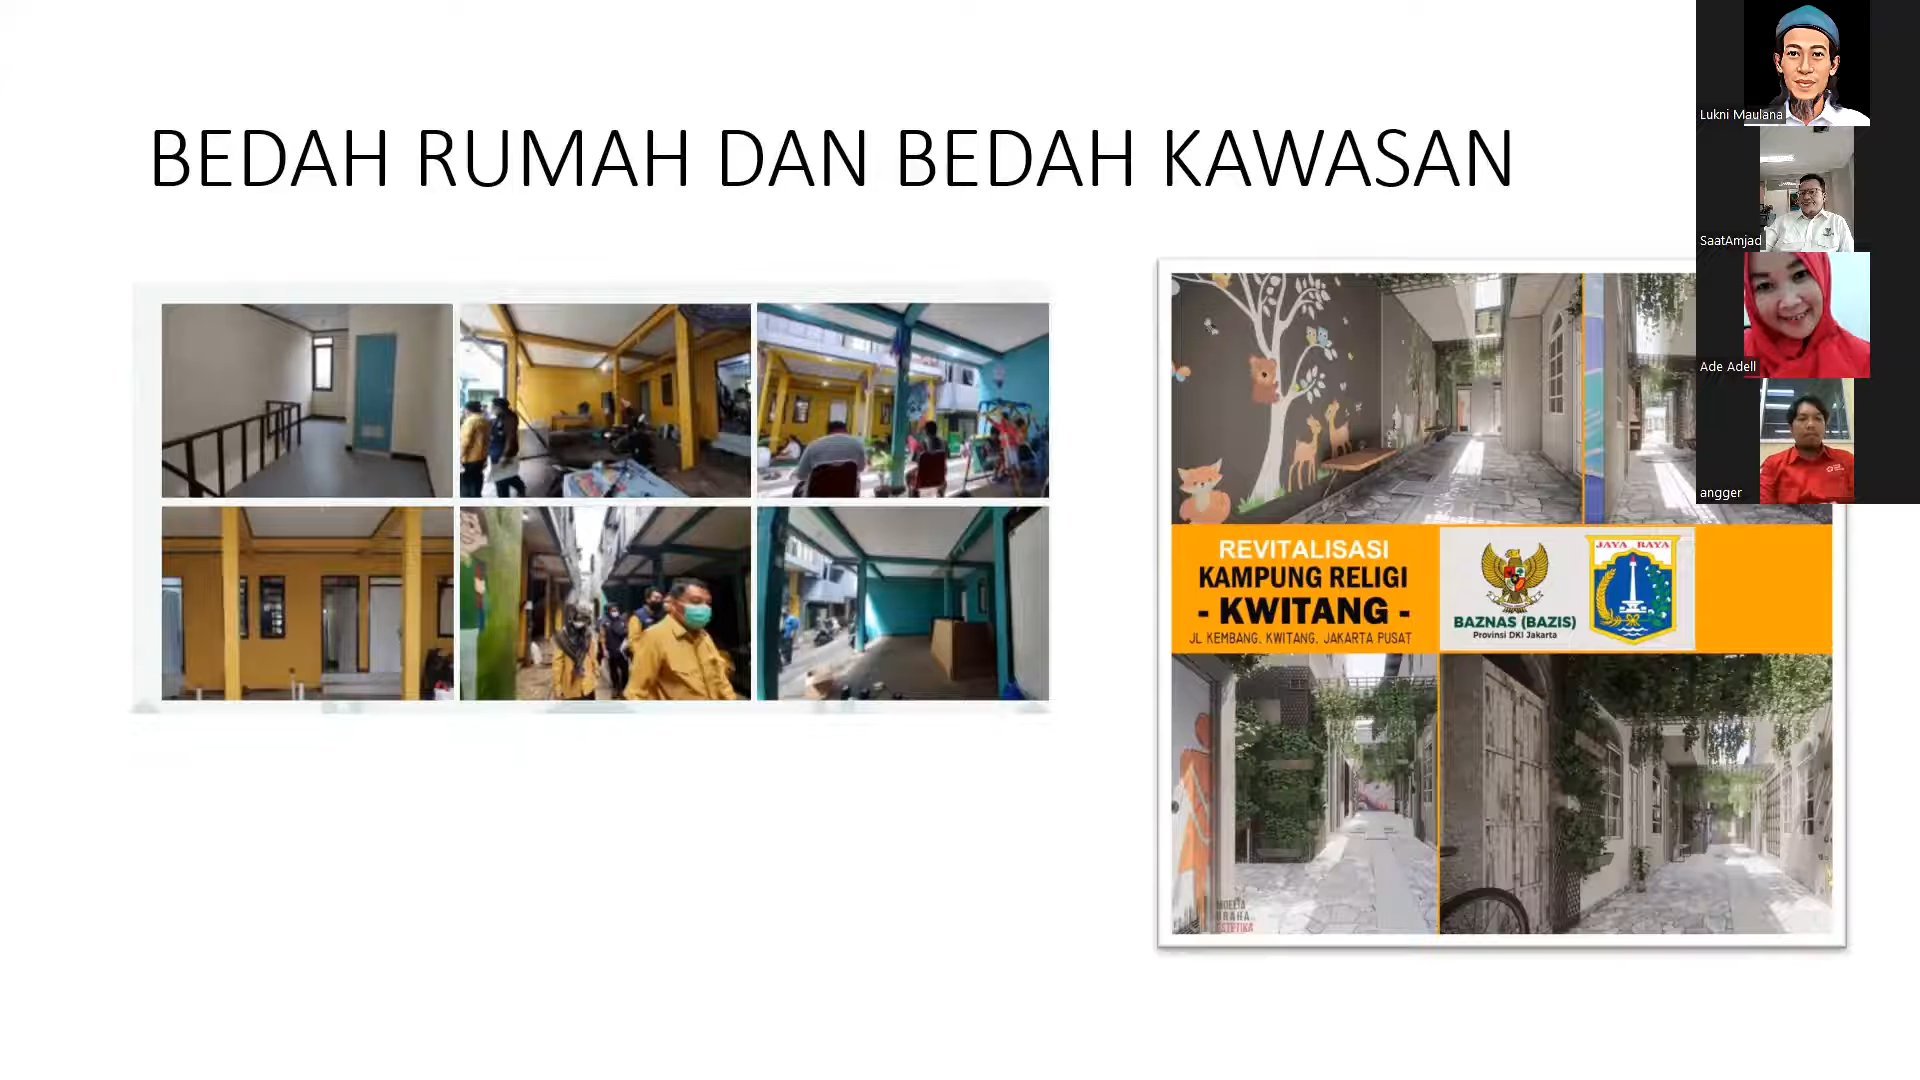 BEDAH RUMAH DAN BEDAH KAWASAN
REVITALISASI
KAMPUNG RELIGI
- KWITANG -
JL KEMBANG. KWITANG. JAKARTA PUSAT
BAZNAS (BAZIS)
Provinsi DKI Jakarta
JAYA RAYA
Lukni Maulana
SaatAmjad
Ade Adell
angger